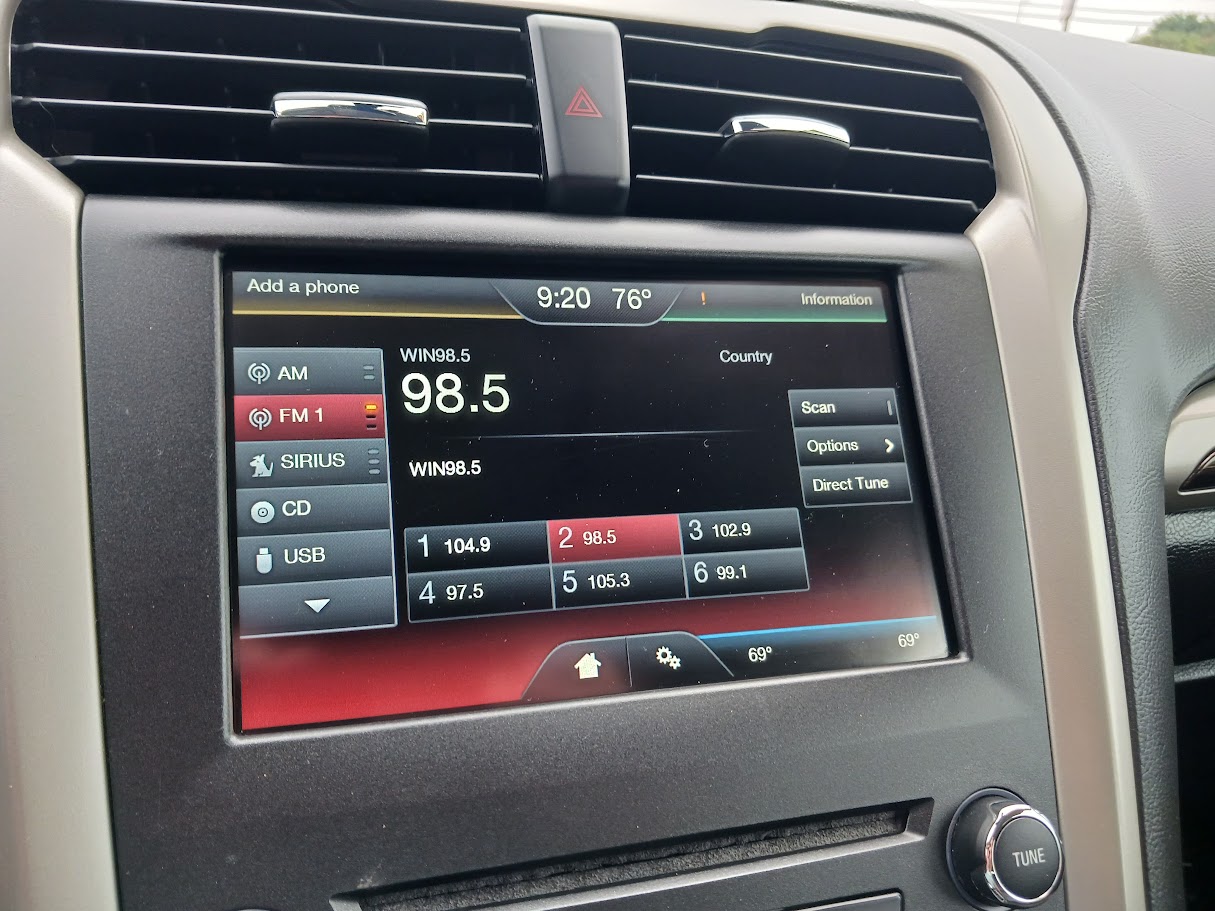 Add a phone
9:20 76°
!
Information
AM
FM 1
SIRIUS
CD
USB
WIN98.5
98.5
Country
WIN98.5
Scan
Options
Direct Tune
1 104.9
2 98.5
3 102.9
4 97.5
5 105.3
6 99.1
69°
69°
TUNE